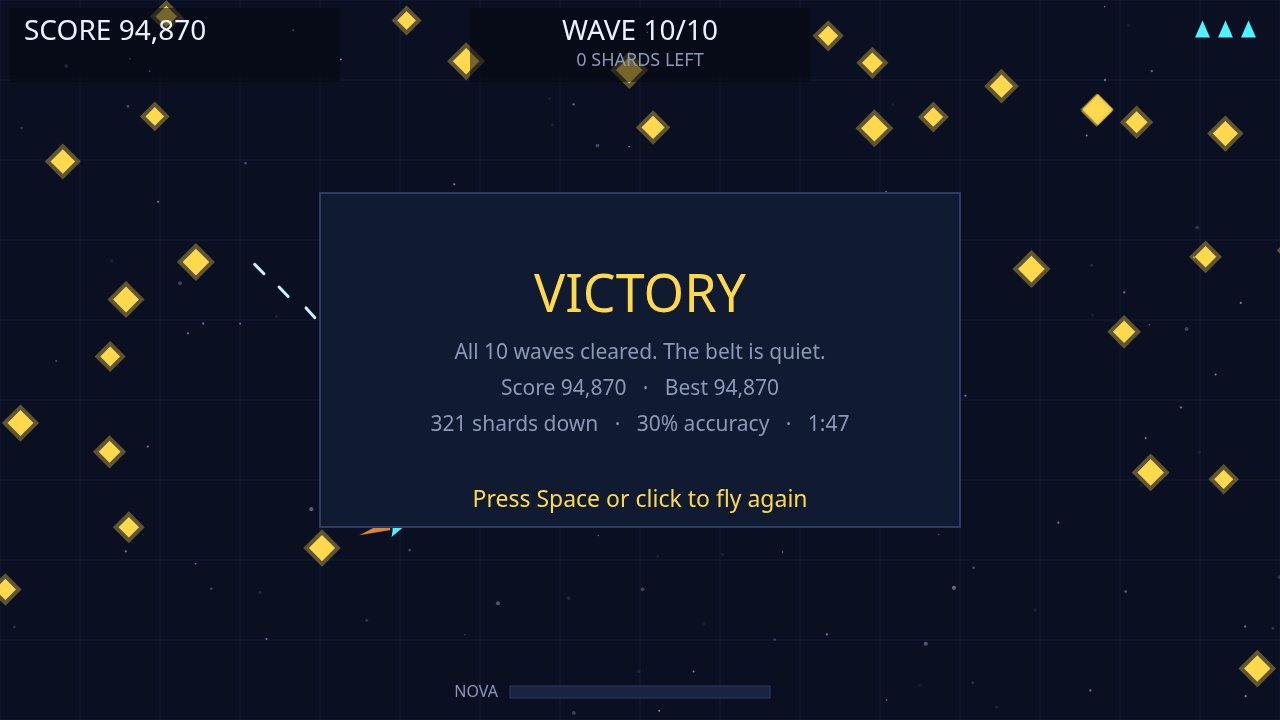 SCORE 94,870
WAVE 10/10
0 SHARDS LEFT
VICTORY
All 10 waves cleared. The belt is quiet.
Score 94,870 · Best 94,870
321 shards down · 30% accuracy · 1:47
Press Space or click to fly again
NOVA